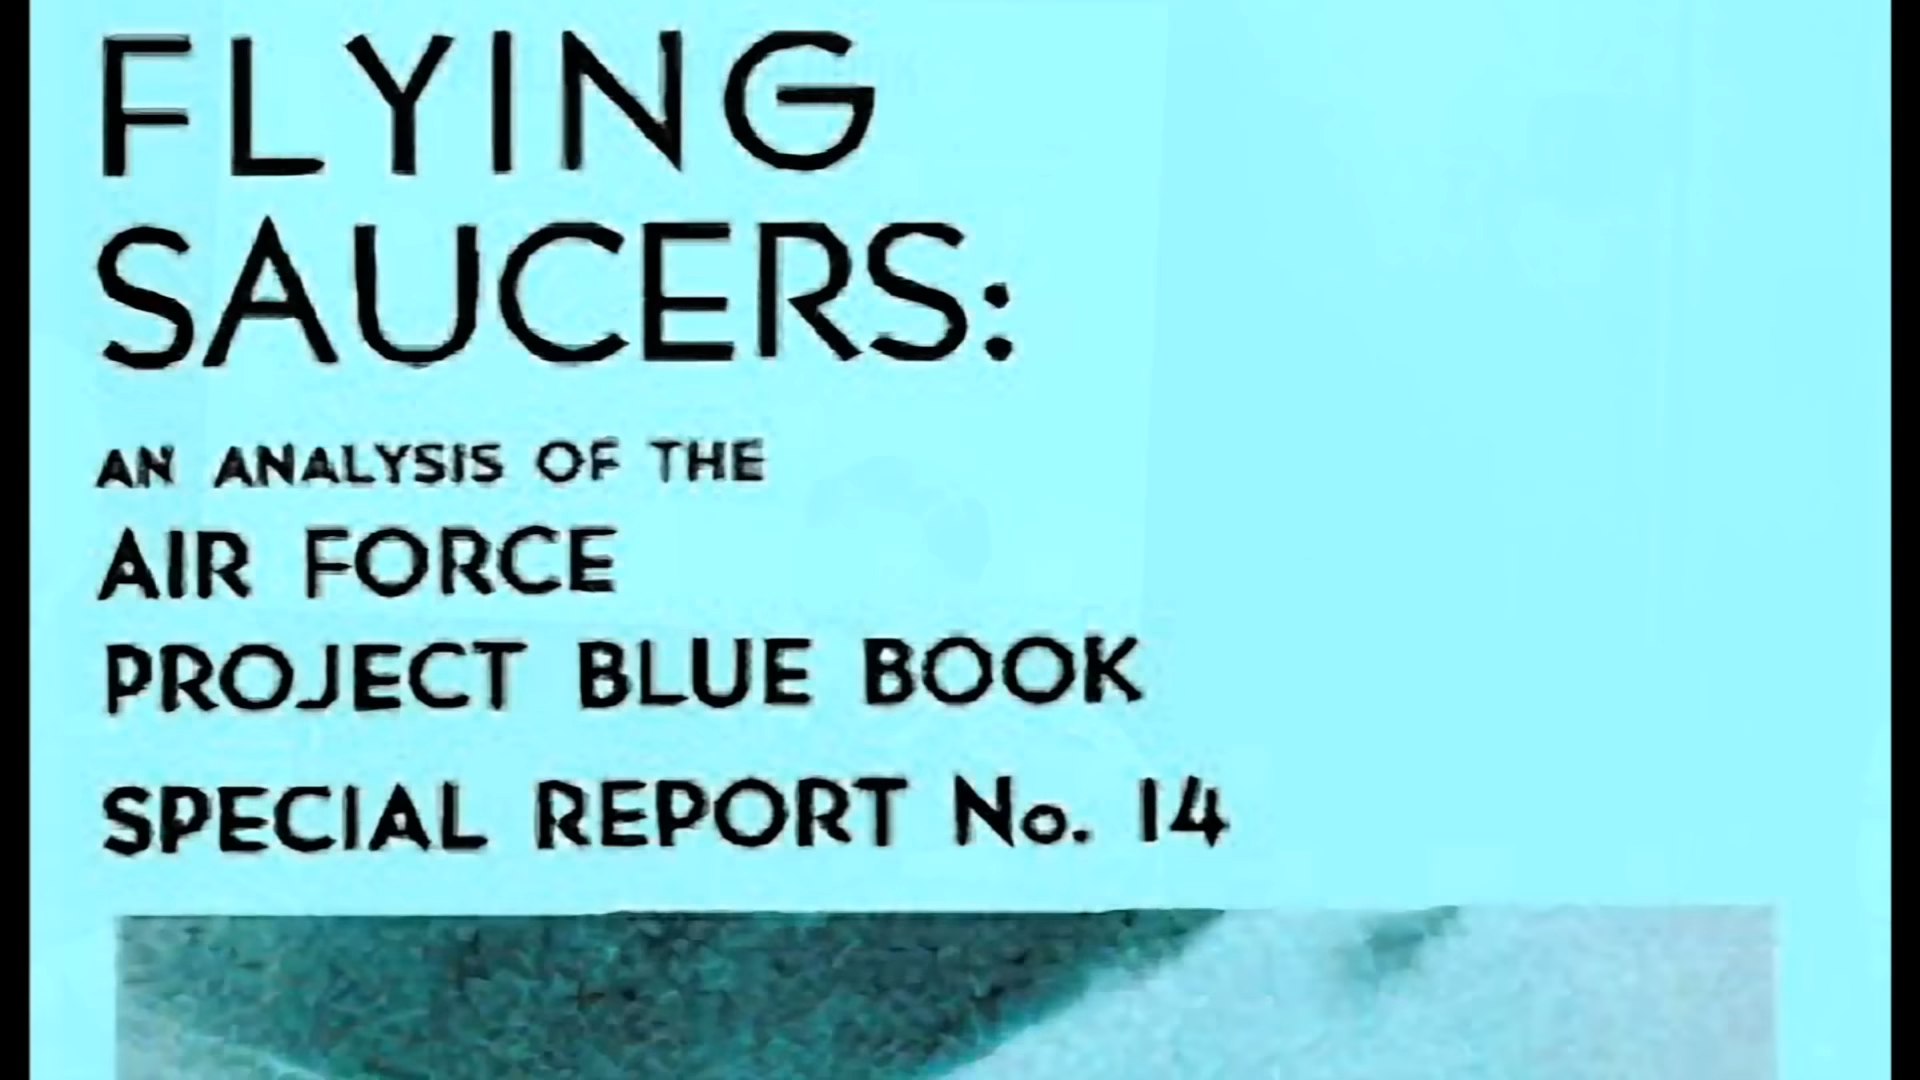 FLYING
SAUCERS:
AN ANALYSIS OF THE
AIR FORCE
PROJECT BLUE BOOK
SPECIAL REPORT No. 14